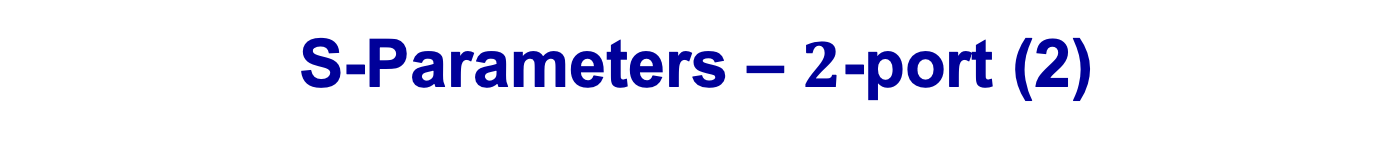 S-Parameters – 2-port (2)